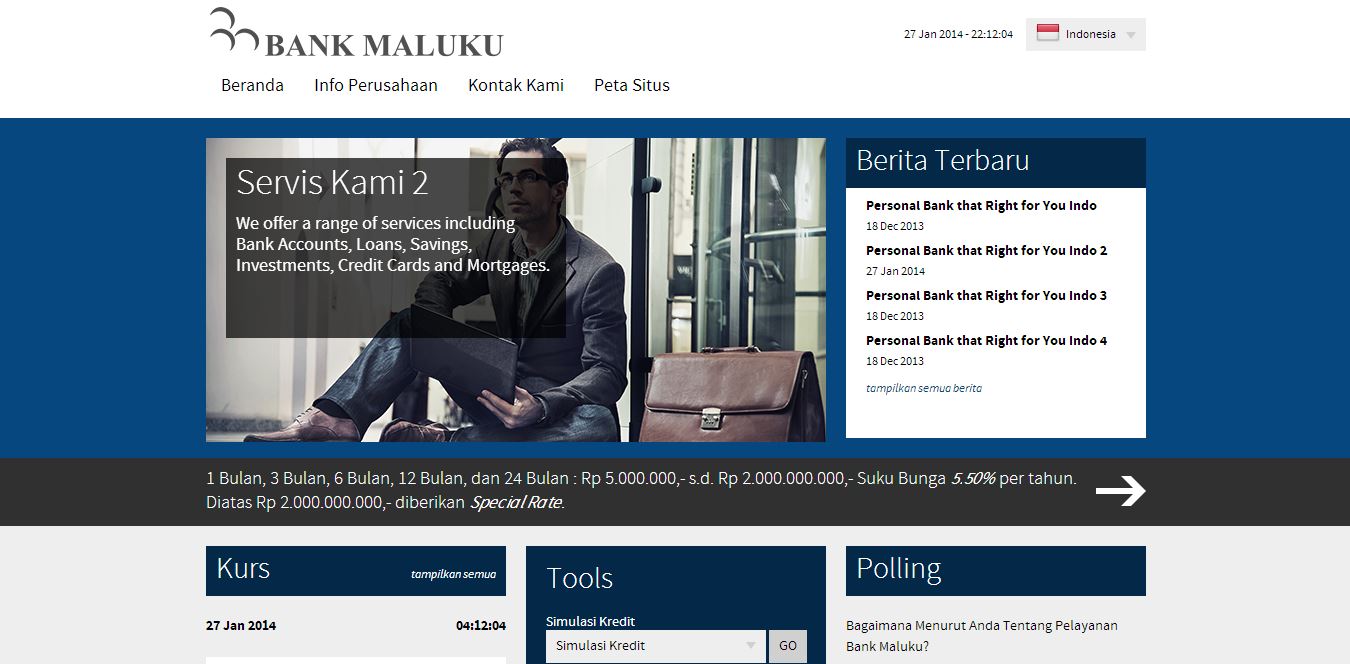 BANK MALUKU
27 Jan 2014 - 22:12:04
Indonesia
Beranda
Info Perusahaan
Kontak Kami
Peta Situs
Servis Kami 2
We offer a range of services including
Bank Accounts, Loans, Savings,
Investments, Credit Cards and Mortgages.
Berita Terbaru
Personal Bank that Right for You Indo
18 Dec 2013
Personal Bank that Right for You Indo 2
27 Jan 2014
Personal Bank that Right for You Indo 3
18 Dec 2013
Personal Bank that Right for You Indo 4
18 Dec 2013
tampilkan semua berita
1 Bulan, 3 Bulan, 6 Bulan, 12 Bulan, dan 24 Bulan : Rp 5.000.000,- s.d. Rp 2.000.000.000,- Suku Bunga 5.50% per tahun.
Diatas Rp 2.000.000.000,- diberikan Special Rate.
Kurs
tampilkan semua
27 Jan 2014
04:12:04
Tools
Simulasi Kredit
Simulasi Kredit
GO
Polling
Bagaimana Menurut Anda Tentang Pelayanan
Bank Maluku?